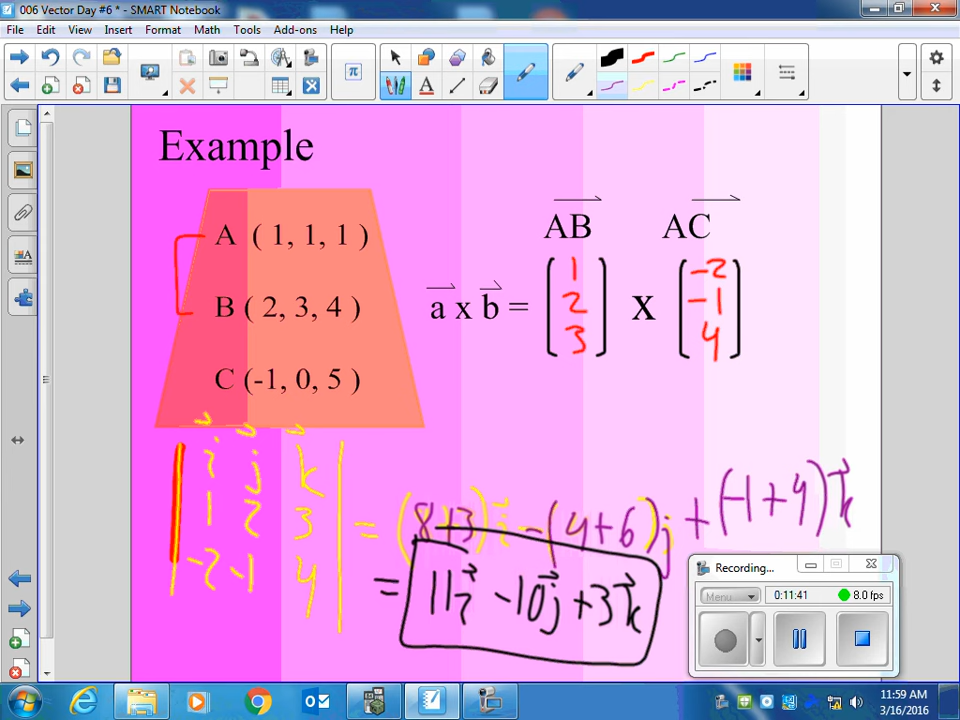 006 Vector Day #6 * - SMART Notebook
File Edit View Insert Format Math Tools Add-ons Help
Example
A ( 1, 1, 1 )
B ( 2, 3, 4 )
C (-1, 0, 5 )
AB AC
a x b = [1 2 3] x [-2 -1 4]
i j k
1 2 3
-2 -1 4
= (8+3)i - (4+6)j + (-1+4)k
= 11i - 10j + 3k
Recording...
Menu 0:11:41 8.0 fps
11:59 AM
3/16/2016